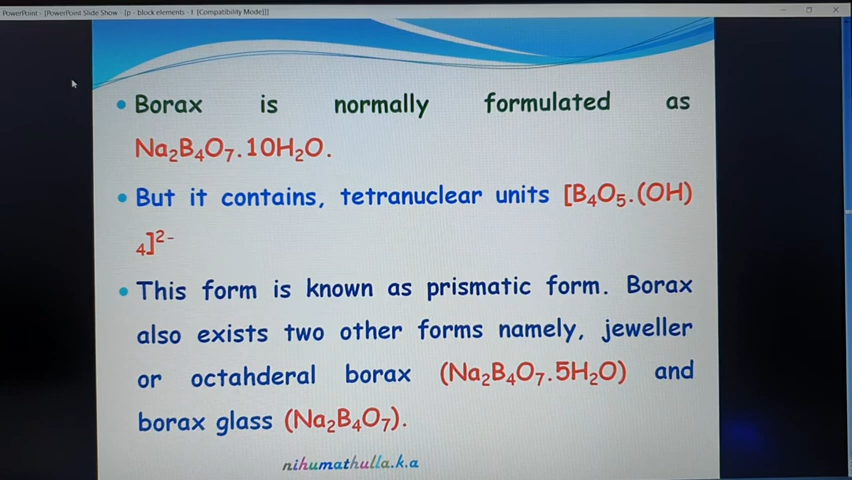 PowerPoint - [PowerPoint Slide Show - [p - block elements - I [Compatibility Mode]]]
Borax is normally formulated as
Na₂B₄O₇.10H₂O.
But it contains, tetranuclear units [B₄O₅.(OH)
₄]²⁻
This form is known as prismatic form. Borax
also exists two other forms namely, jeweller
or octahderal borax (Na₂B₄O₇.5H₂O) and
borax glass (Na₂B₄O₇).
nihumathulla.k.a